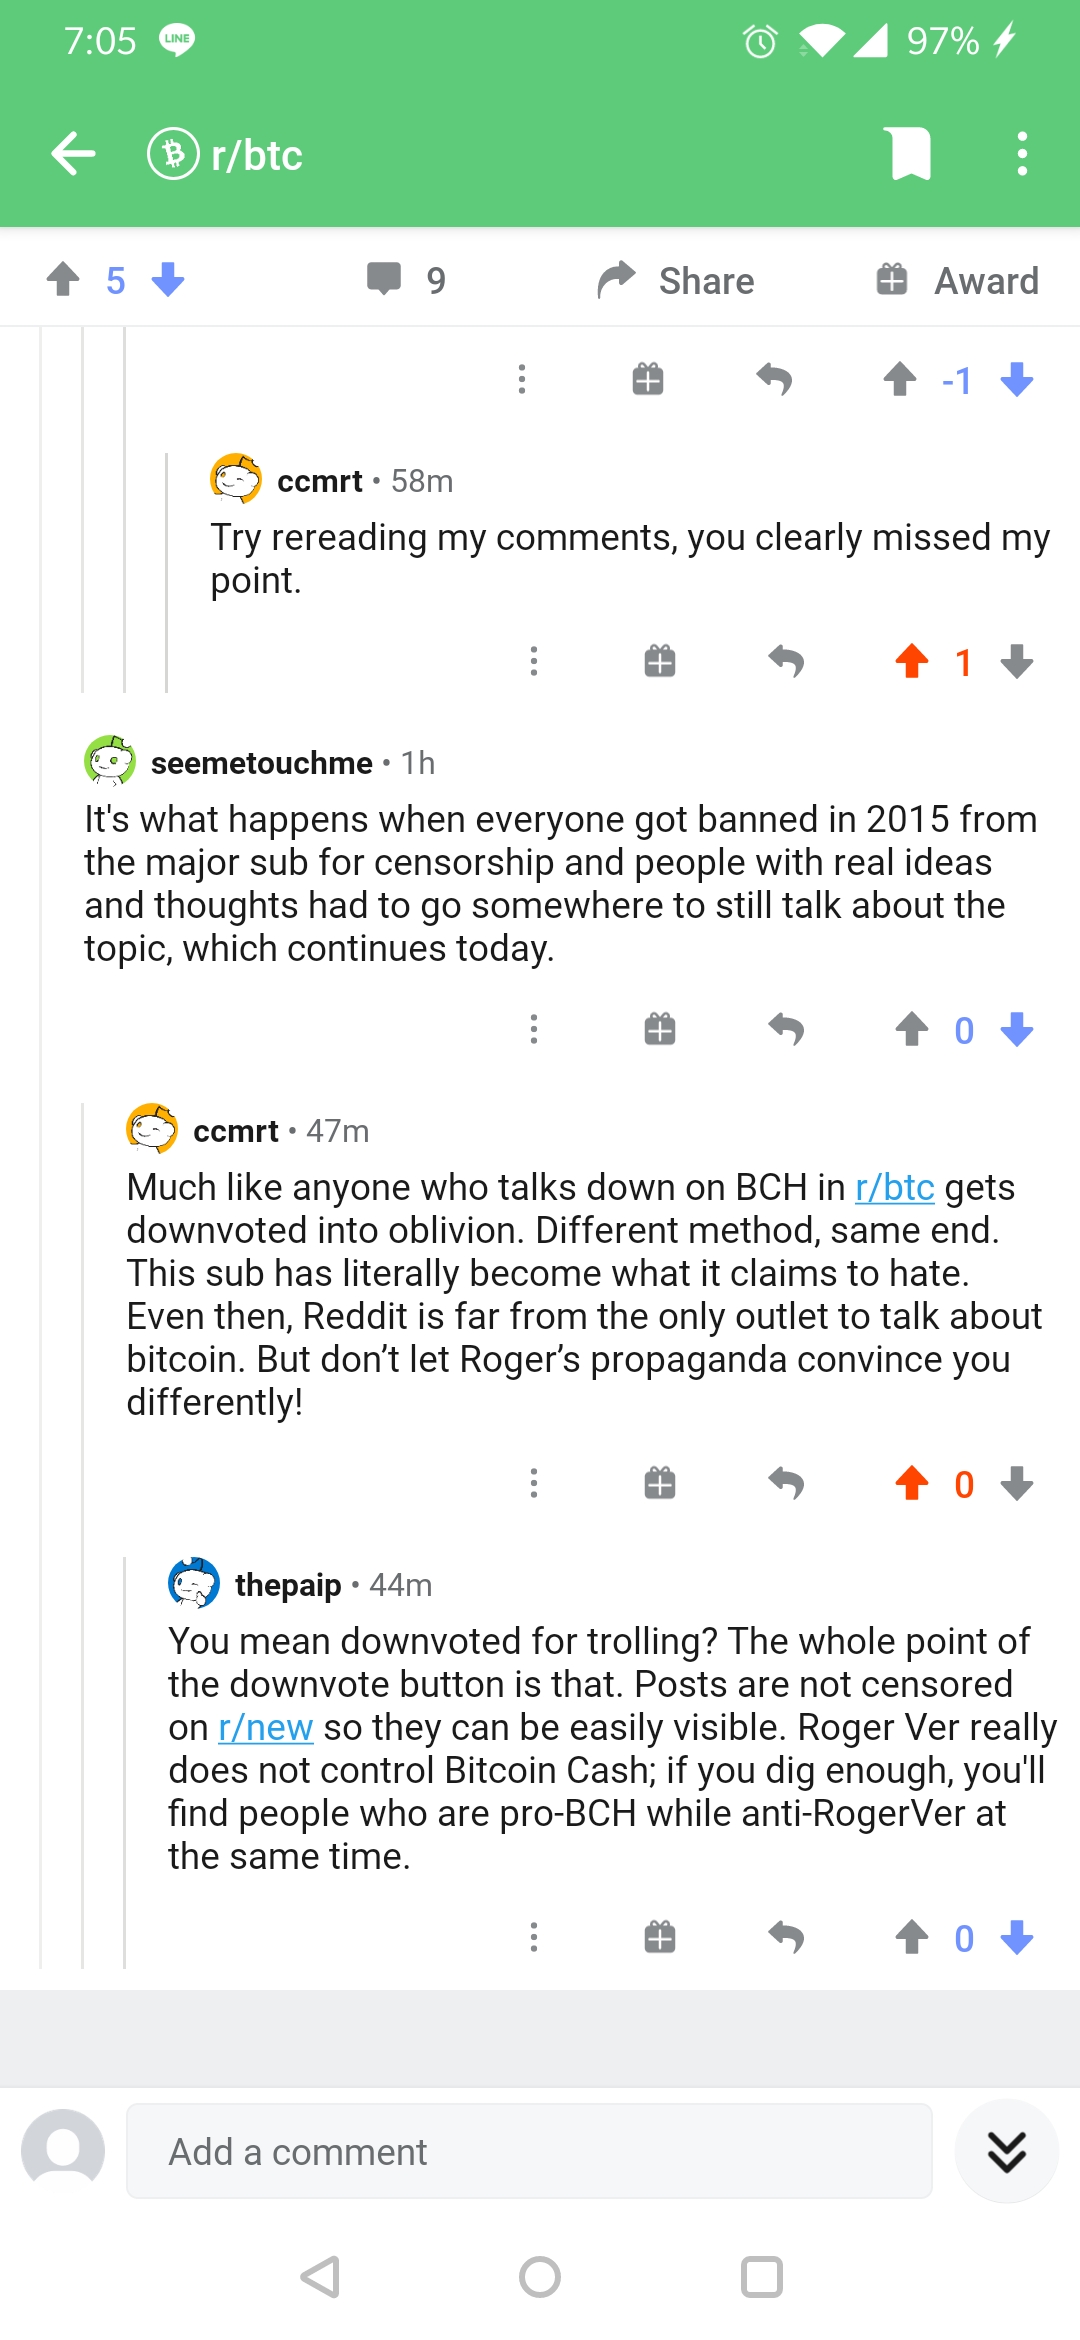 7:05 LINE 97%
r/btc
5 9 Share Award
-1
ccmrt • 58m
Try rereading my comments, you clearly missed my
point.
1
seemetouchme • 1h
It's what happens when everyone got banned in 2015 from
the major sub for censorship and people with real ideas
and thoughts had to go somewhere to still talk about the
topic, which continues today.
0
ccmrt • 47m
Much like anyone who talks down on BCH in r/btc gets
downvoted into oblivion. Different method, same end.
This sub has literally become what it claims to hate.
Even then, Reddit is far from the only outlet to talk about
bitcoin. But don’t let Roger’s propaganda convince you
differently!
0
thepaip • 44m
You mean downvoted for trolling? The whole point of
the downvote button is that. Posts are not censored
on r/new so they can be easily visible. Roger Ver really
does not control Bitcoin Cash; if you dig enough, you'll
find people who are pro-BCH while anti-RogerVer at
the same time.
0
Add a comment